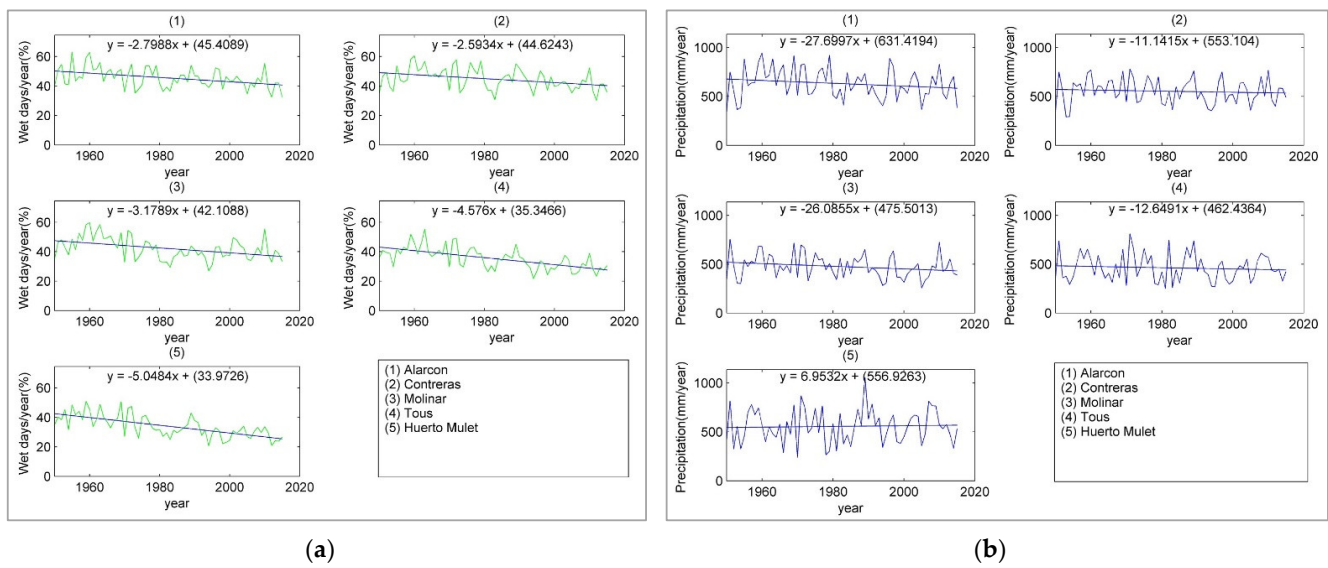 (1)
y = -2.7988x + (45.4089)
Wet days/year(%)
60
40
20
0
1960
1980
2000
2020
year
(2)
y = -2.5934x + (44.6243)
Wet days/year(%)
60
40
20
0
1960
1980
2000
2020
year
(3)
y = -3.1789x + (42.1088)
Wet days/year(%)
60
40
20
0
1960
1980
2000
2020
year
(4)
y = -4.576x + (35.3466)
Wet days/year(%)
60
40
20
0
1960
1980
2000
2020
year
(5)
y = -5.0484x + (33.9726)
Wet days/year(%)
60
40
20
0
1960
1980
2000
2020
year
(1) Alarcon
(2) Contreras
(3) Molinar
(4) Tous
(5) Huerto Mulet
(a)
(1)
y = -27.6997x + (631.4194)
Precipitation(mm/year)
1000
500
0
1960
1980
2000
2020
year
(2)
y = -11.1415x + (553.104)
Precipitation(mm/year)
1000
500
0
1960
1980
2000
2020
year
(3)
y = -26.0855x + (475.5013)
Precipitation(mm/year)
1000
500
0
1960
1980
2000
2020
year
(4)
y = -12.6491x + (462.4364)
Precipitation(mm/year)
1000
500
0
1960
1980
2000
2020
year
(5)
y = 6.9532x + (556.9263)
Precipitation(mm/year)
1000
500
0
1960
1980
2000
2020
year
(1) Alarcon
(2) Contreras
(3) Molinar
(4) Tous
(5) Huerto Mulet
(b)